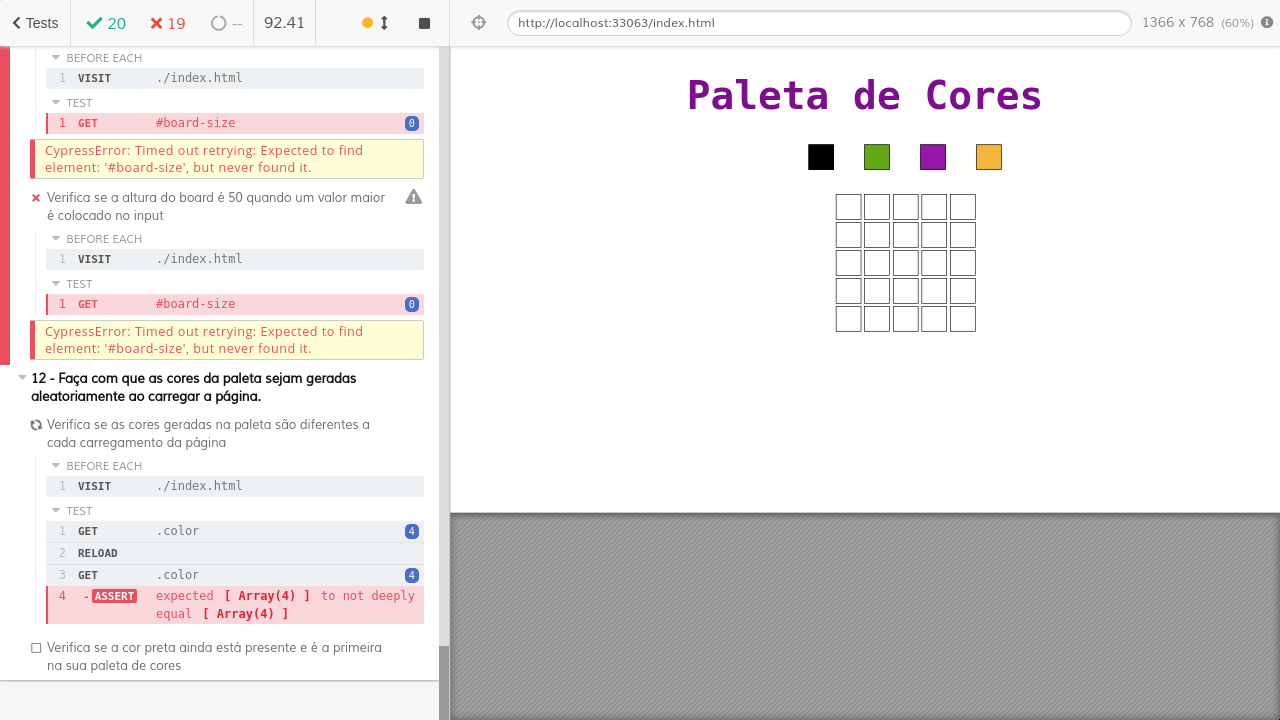 Tests 20 19 -- 92.41 http://localhost:33063/index.html 1366 x 768 (60%)
BEFORE EACH
1 VISIT ./index.html
TEST
1 GET #board-size 0
CypressError: Timed out retrying: Expected to find
element: '#board-size', but never found it.
Verifica se a altura do board é 50 quando um valor maior
é colocado no input
BEFORE EACH
1 VISIT ./index.html
TEST
1 GET #board-size 0
CypressError: Timed out retrying: Expected to find
element: '#board-size', but never found it.
12 - Faça com que as cores da paleta sejam geradas
aleatoriamente ao carregar a página.
Verifica se as cores geradas na paleta são diferentes a
cada carregamento da página
BEFORE EACH
1 VISIT ./index.html
TEST
1 GET .color 4
2 RELOAD
3 GET .color 4
4 -ASSERT expected [ Array(4) ] to not deeply
equal [ Array(4) ]
Verifica se a cor preta ainda está presente e é a primeira
na sua paleta de cores
Paleta de Cores